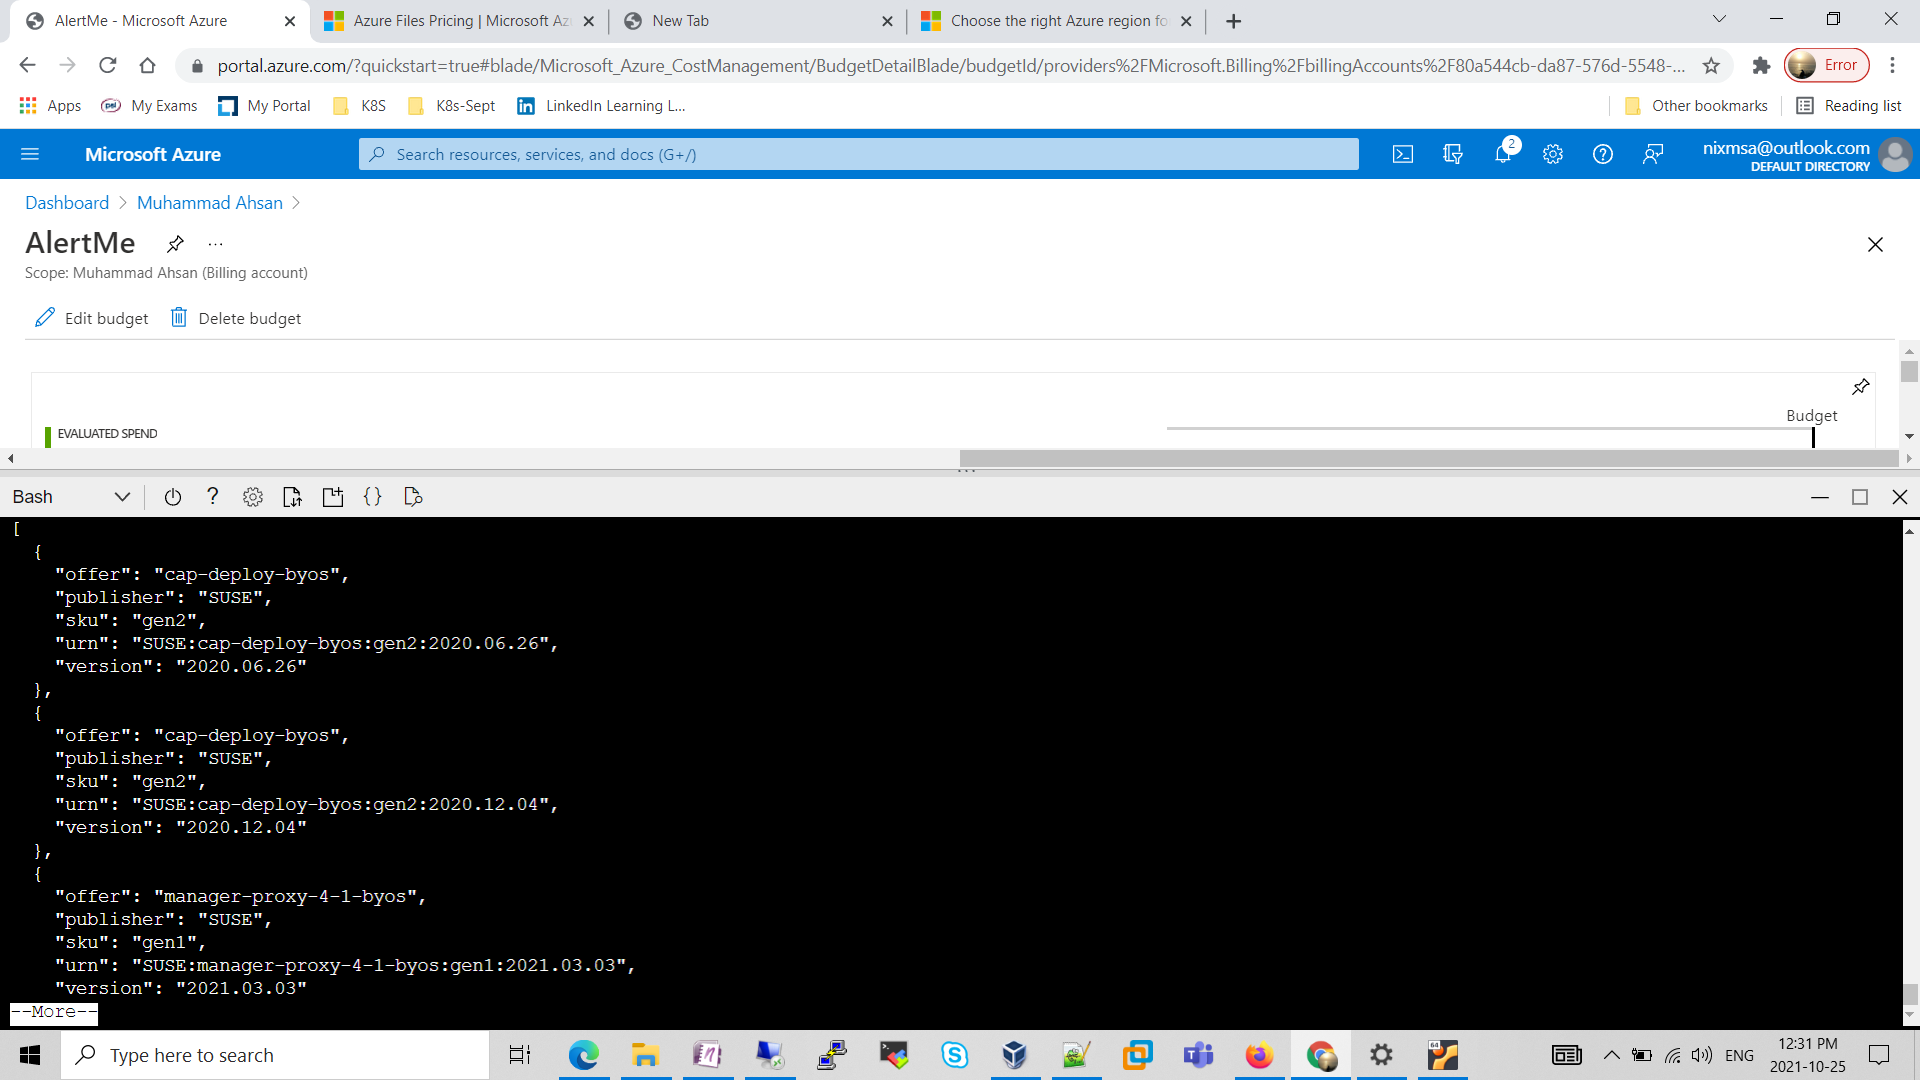 AlertMe - Microsoft Azure
Azure Files Pricing | Microsoft Az
New Tab
Choose the right Azure region fo
portal.azure.com/?quickstart=true#blade/Microsoft_Azure_CostManagement/BudgetDetailBlade/budgetId/providers%2FMicrosoft.Billing%2FbillingAccounts%2F80a544cb-da87-576d-5548-...
Error
Apps
My Exams
My Portal
K8S
K8s-Sept
LinkedIn Learning L...
Other bookmarks
Reading list
Microsoft Azure
Search resources, services, and docs (G+/)
2
nixmsa@outlook.com
DEFAULT DIRECTORY
Dashboard > Muhammad Ahsan >
AlertMe
...
Scope: Muhammad Ahsan (Billing account)
Edit budget
Delete budget
Budget
EVALUATED SPEND
Bash
?
{}
[
{
"offer": "cap-deploy-byos",
"publisher": "SUSE",
"sku": "gen2",
"urn": "SUSE:cap-deploy-byos:gen2:2020.06.26",
"version": "2020.06.26"
},
{
"offer": "cap-deploy-byos",
"publisher": "SUSE",
"sku": "gen2",
"urn": "SUSE:cap-deploy-byos:gen2:2020.12.04",
"version": "2020.12.04"
},
{
"offer": "manager-proxy-4-1-byos",
"publisher": "SUSE",
"sku": "gen1",
"urn": "SUSE:manager-proxy-4-1-byos:gen1:2021.03.03",
"version": "2021.03.03"
--More--
Type here to search
64
ENG
12:31 PM
2021-10-25